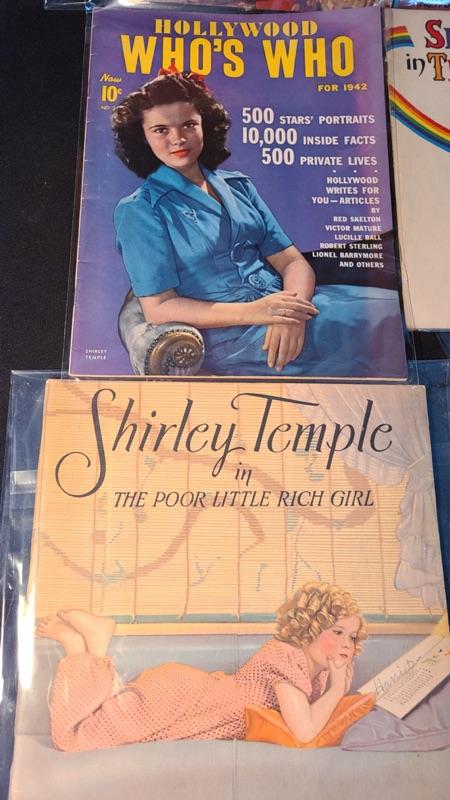 HOLLYWOOD
WHO'S WHO
FOR 1942
Now
10¢
500 STARS' PORTRAITS
10,000 INSIDE FACTS
500 PRIVATE LIVES
HOLLYWOOD
WRITES FOR
YOU—ARTICLES
BY
RED SKELTON
VICTOR MATURE
LUCILLE BALL
ROBERT STERLING
LIONEL BARRYMORE
AND OTHERS
SHIRLEY
TEMPLE
in
Shirley Temple
in
THE POOR LITTLE RICH GIRL